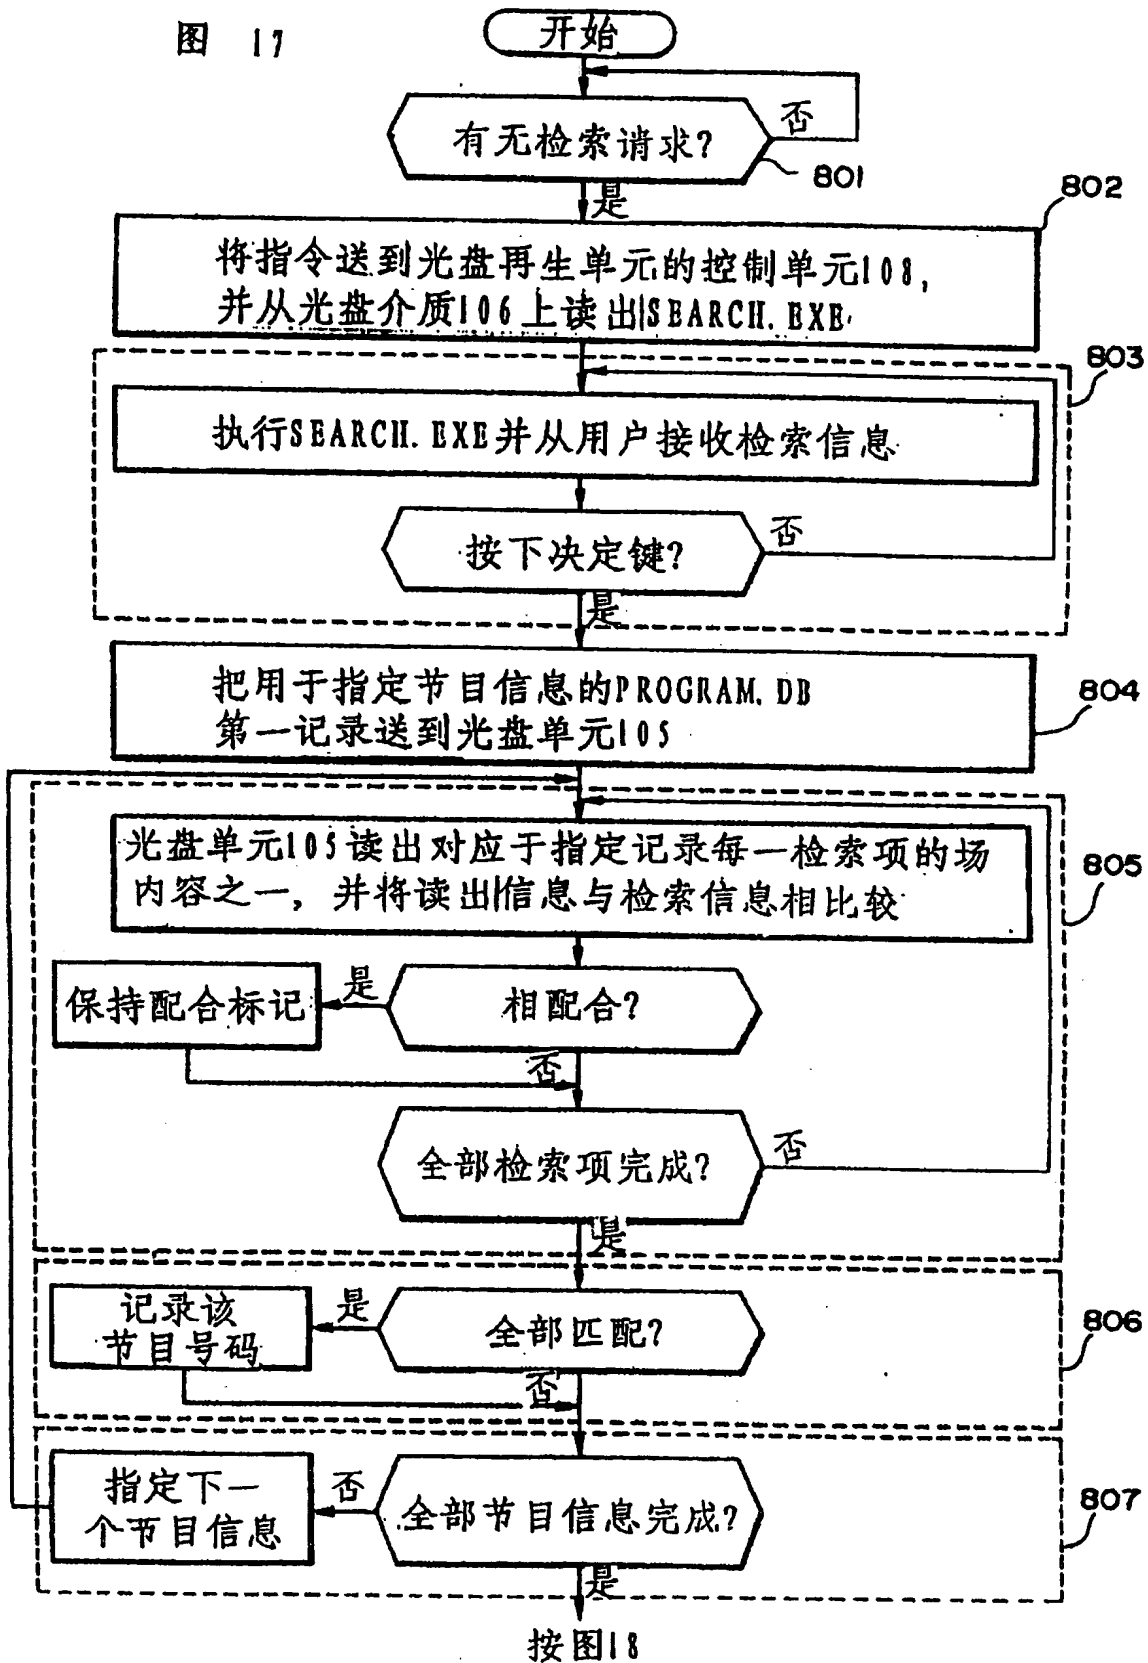 图 17
开始
否
有无检索请求?
801
是
802
将指令送到光盘再生单元的控制单元108,
并从光盘介质106上读出SEARCH.EXE
803
执行SEARCH.EXE并从用户接收检索信息
否
按下决定键?
是
把用于指定节目信息的PROGRAM.DB
第一记录送到光盘单元105
804
光盘单元105读出对应于指定记录每一检索项的场
内容之一,并将读出信息与检索信息相比较
805
保持配合标记
是
相配合?
否
全部检索项完成?
否
是
记录该
节目号码
是
全部匹配?
806
否
指定下一
个节目信息
否
全部节目信息完成?
807
是
按图18